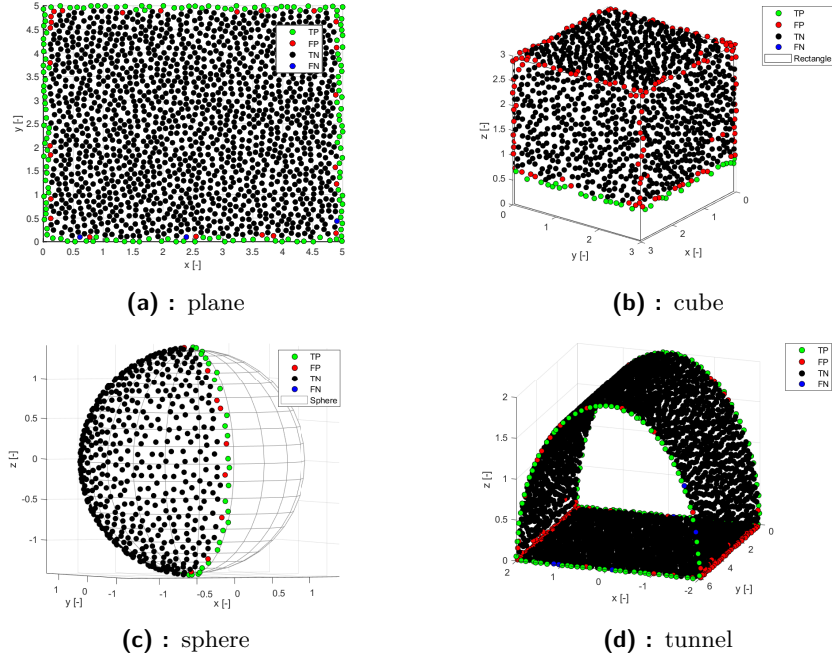 5
4.5
4
3.5
3
2.5
2
1.5
1
0.5
0
y [-]
0 0.5 1 1.5 2 2.5 3 3.5 4 4.5 5
x [-]
TP
FP
TN
FN
(a) : plane
3
2.5
2
1.5
1
0.5
0
z [-]
0
1
2
3
y [-]
3
2
1
0
x [-]
TP
FP
TN
FN
Rectangle
(b) : cube
1
0.5
0
-0.5
-1
z [-]
1 0 -1 -0.5 0 0.5 1
y [-] x [-]
TP
FP
TN
FN
Sphere
(c) : sphere
2
1.5
1
0.5
0
z [-]
2
1
0
-1
-2
x [-]
6
4
2
0
y [-]
TP
FP
TN
FN
(d) : tunnel